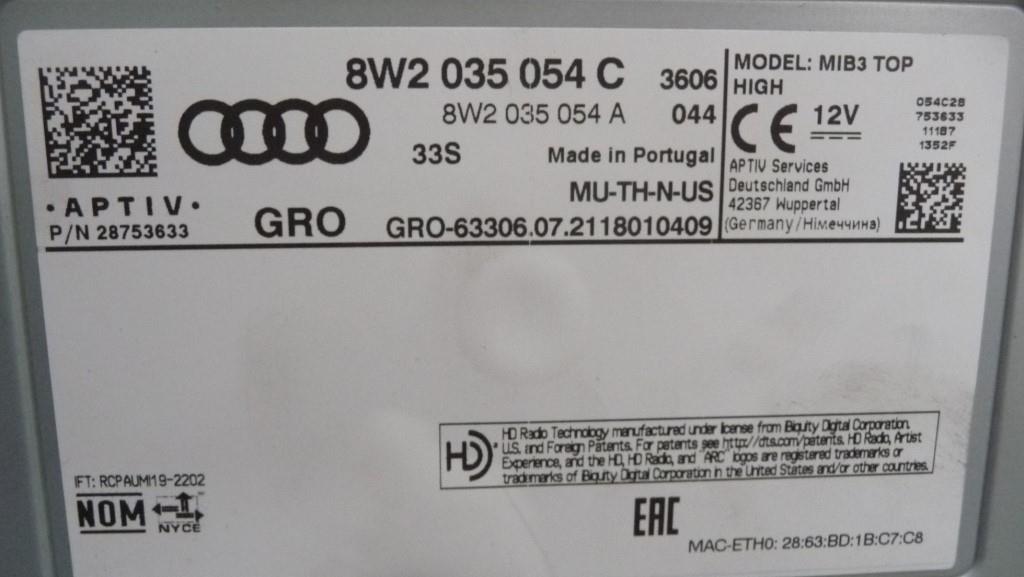 8W2 035 054 C 3606
8W2 035 054 A 044
33S Made in Portugal
MU-TH-N-US
·APTIV·
P/N 28753633
GRO GRO-63306.07.2118010409
MODEL: MIB3 TOP
HIGH
CE 12V
APTIV Services
Deutschland GmbH
42367 Wuppertal
(Germany/Німеччина)
054C28
753633
11187
1352F
HD
HD Radio Technology manufactured under license from iBiquity Digital Corporation.
U.S. and Foreign Patents. For patents see http://dts.com/patents. HD Radio, Artist
Experience, and the HD, HD Radio, and "ARC" logos are registered trademarks or
trademarks of iBiquity Digital Corporation in the United States and/or other countries.
IFT: RCPAUMI19-2202
NOM
NYCE
EAC
MAC-ETH0: 28:63:BD:1B:C7:C8